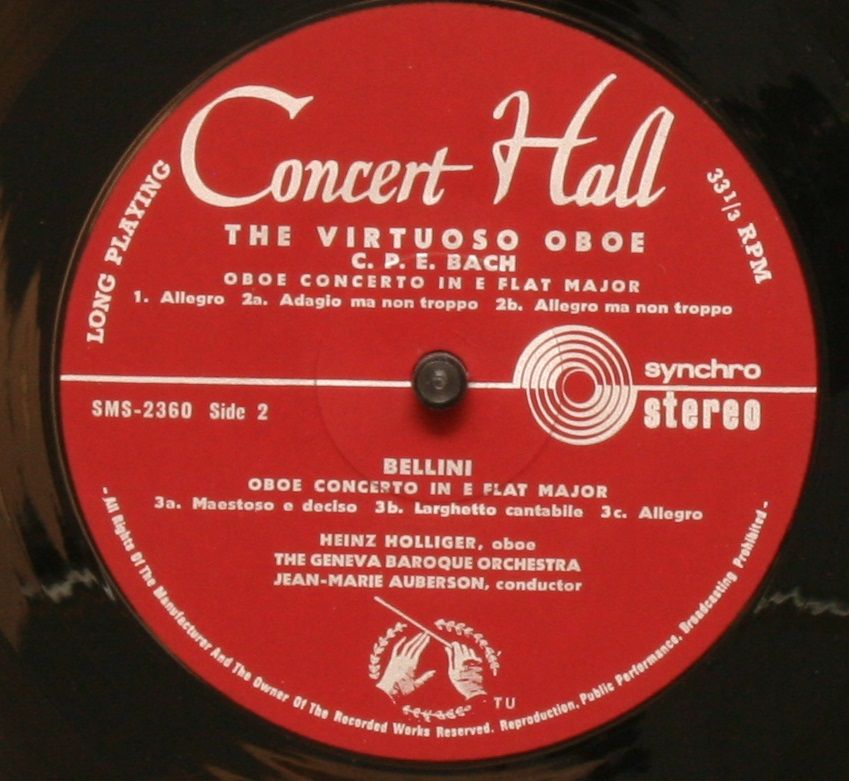 Concert Hall
LONG PLAYING
33 1/3 RPM
THE VIRTUOSO OBOE
C. P. E. BACH
OBOE CONCERTO IN E FLAT MAJOR
1. Allegro 2a. Adagio ma non troppo 2b. Allegro ma non troppo
synchro
stereo
SMS-2360 Side 2
BELLINI
OBOE CONCERTO IN E FLAT MAJOR
3a. Maestoso e deciso 3b. Larghetto cantabile 3c. Allegro
HEINZ HOLLIGER, oboe
THE GENEVA BAROQUE ORCHESTRA
JEAN-MARIE AUBERSON, conductor
TU
- All Rights Of The Manufacturer And The Owner Of The Recorded Works Reserved. Reproduction, Public Performance, Broadcasting Prohibited -